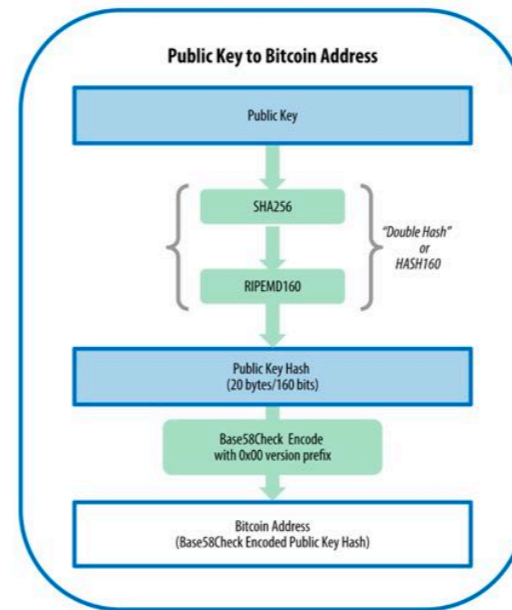 Public Key to Bitcoin Address
Public Key
SHA256
"Double Hash"
or
HASH160
RIPEMD160
Public Key Hash
(20 bytes/160 bits)
Base58Check Encode
with 0x00 version prefix
Bitcoin Address
(Base58Check Encoded Public Key Hash)